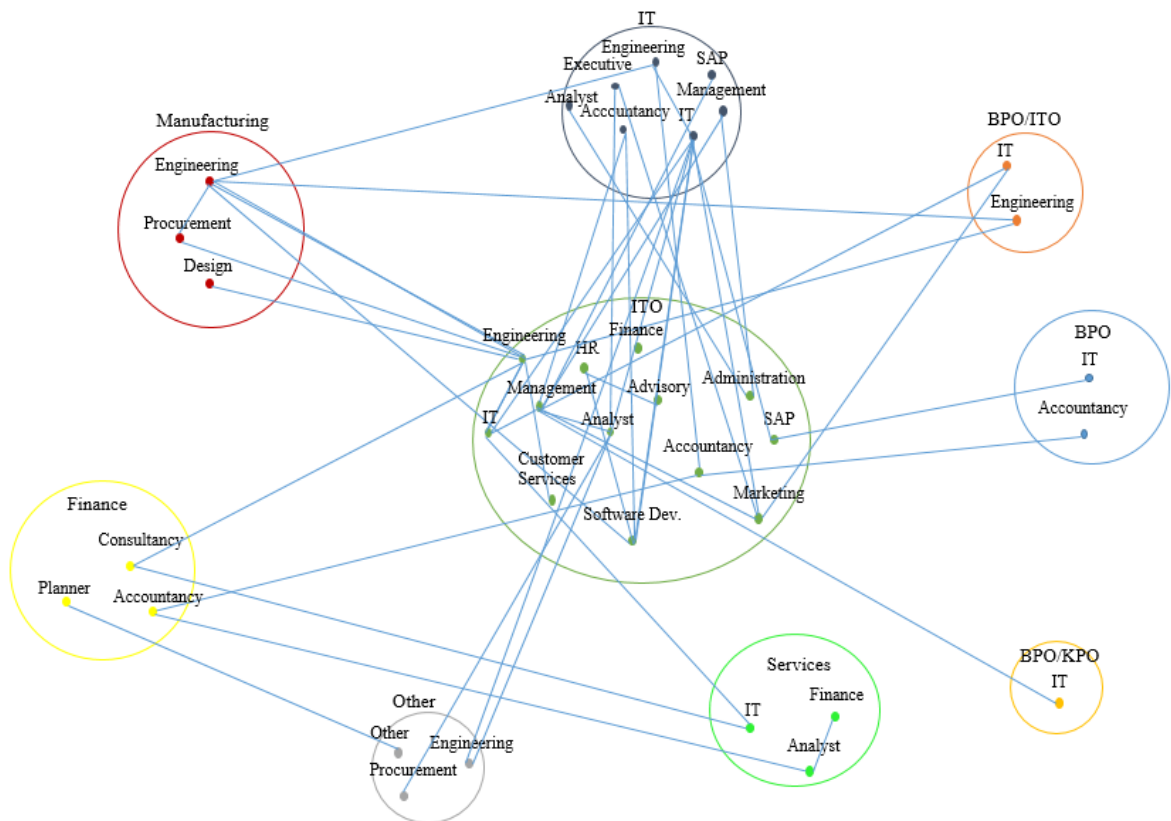 IT
Engineering
SAP
Executive
Management
Analyst
Acccountancy
IT
Manufacturing
Engineering
Procurement
Design
BPO/ITO
IT
Engineering
ITO
Finance
Engineering
HR
Management
Advisory
Administration
IT
Analyst
SAP
Accountancy
Customer
Services
Marketing
Software Dev.
BPO
IT
Accountancy
Finance
Consultancy
Planner
Accountancy
Other
Other
Engineering
Procurement
Services
Finance
IT
Analyst
BPO/KPO
IT